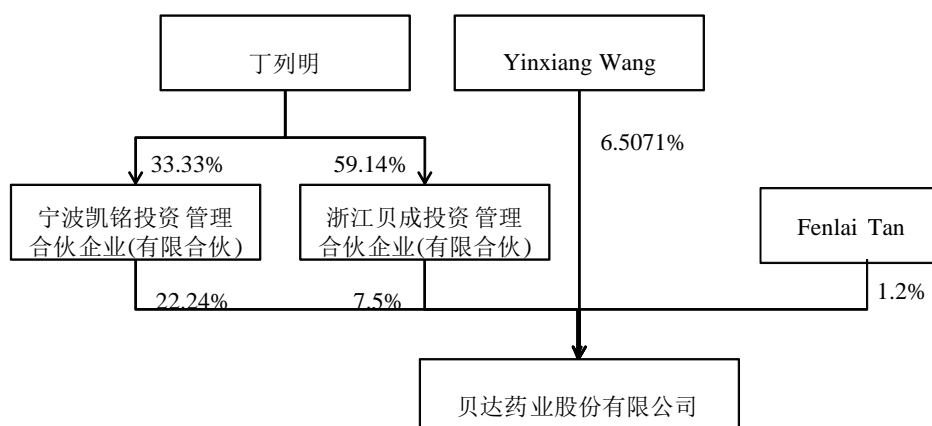 丁列明
Yinxiang Wang
33.33%
59.14%
6.5071%
宁波凯铭投资管理
合伙企业(有限合伙)
浙江贝成投资管理
合伙企业(有限合伙)
Fenlai Tan
22.24%
7.5%
1.2%
贝达药业股份有限公司